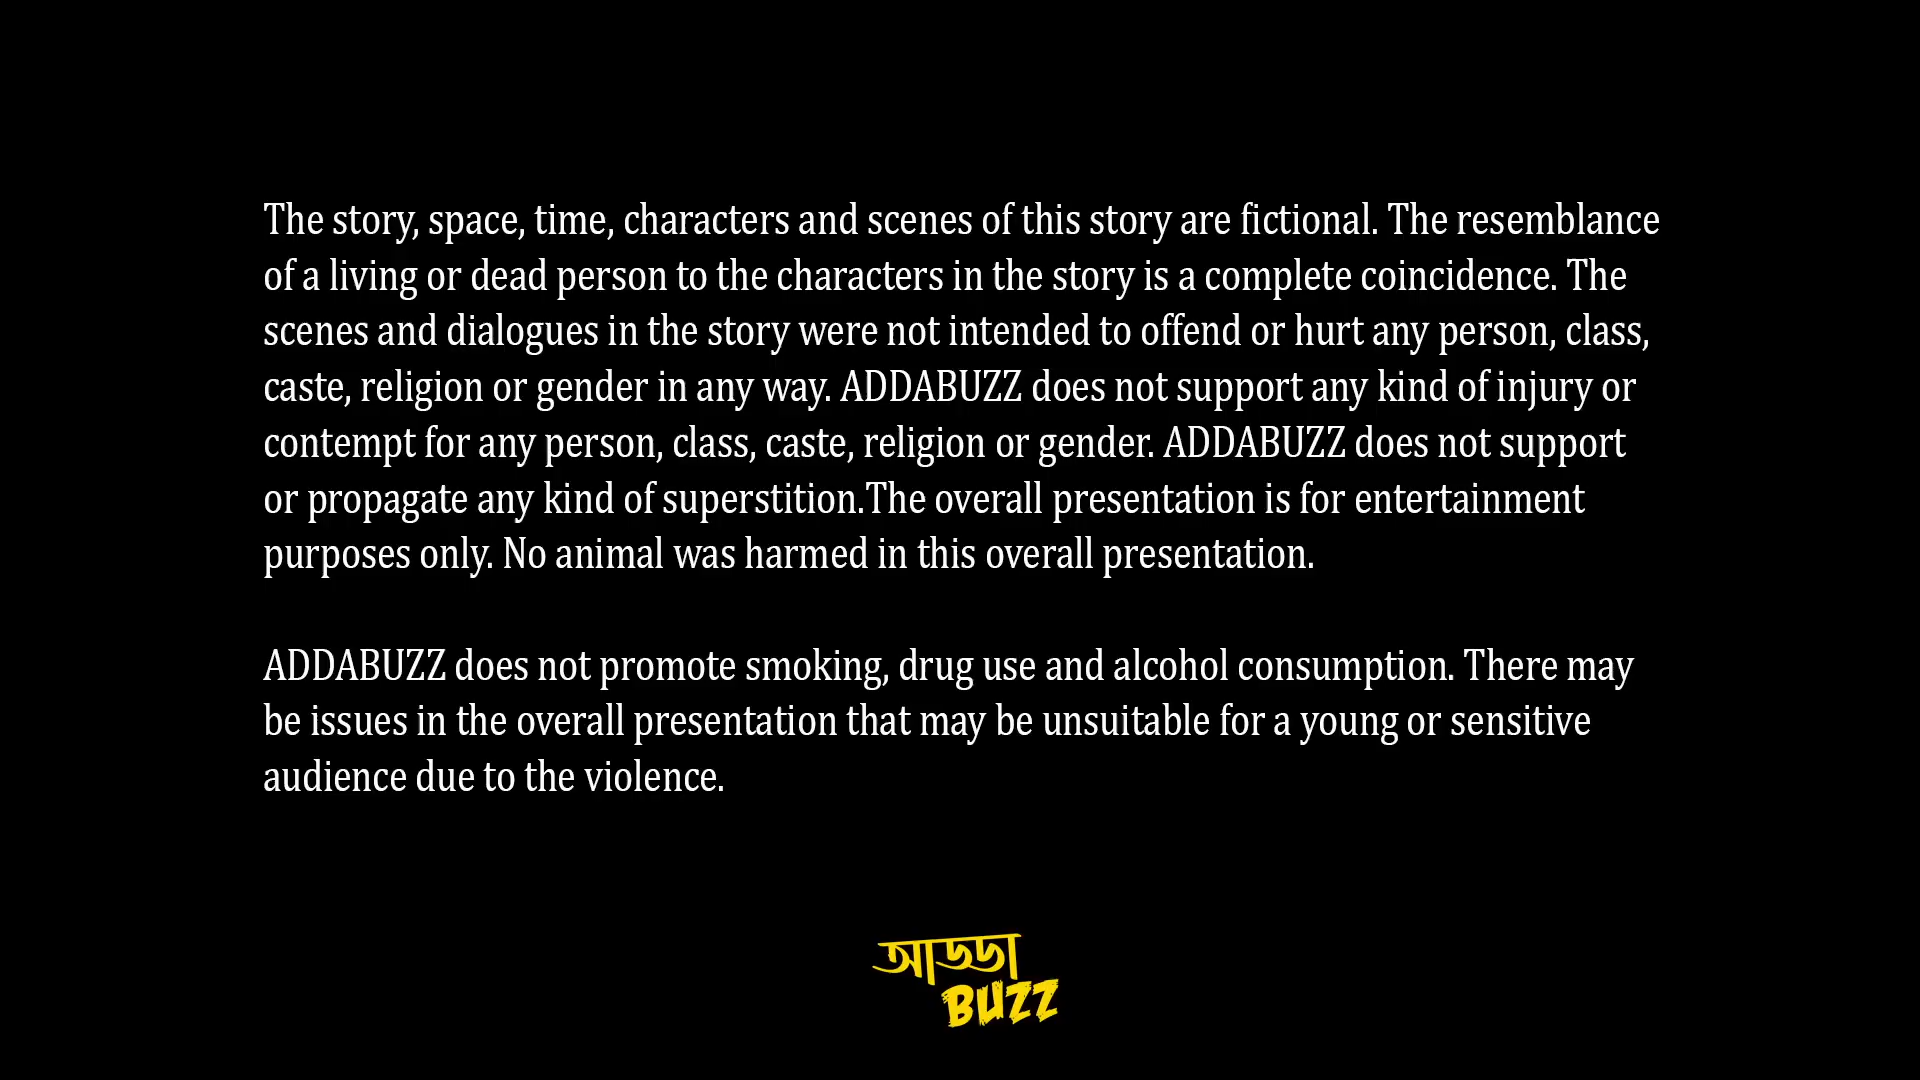 The story, space, time, characters and scenes of this story are fictional. The resemblance
of a living or dead person to the characters in the story is a complete coincidence. The
scenes and dialogues in the story were not intended to offend or hurt any person, class,
caste, religion or gender in any way. ADDABUZZ does not support any kind of injury or
contempt for any person, class, caste, religion or gender. ADDABUZZ does not support
or propagate any kind of superstition.The overall presentation is for entertainment
purposes only. No animal was harmed in this overall presentation.
ADDABUZZ does not promote smoking, drug use and alcohol consumption. There may
be issues in the overall presentation that may be unsuitable for a young or sensitive
audience due to the violence.
আড্ডা
BUZZ